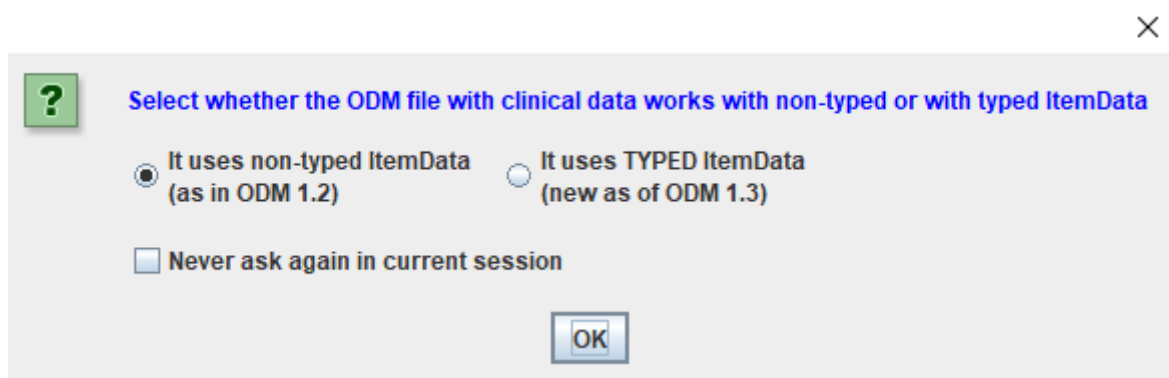 Select whether the ODM file with clinical data works with non-typed or with typed ItemData
It uses non-typed ItemData
(as in ODM 1.2)
It uses TYPED ItemData
(new as of ODM 1.3)
Never ask again in current session
OK